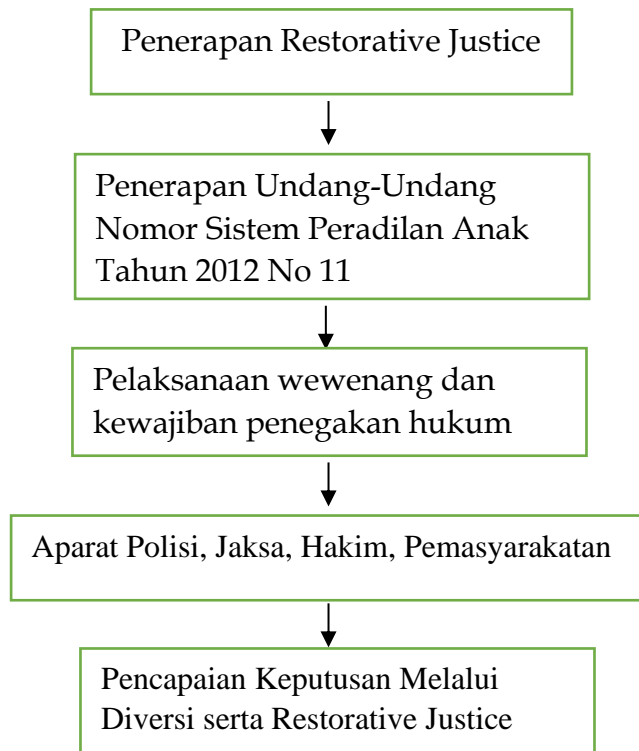 Penerapan Restorative Justice
Penerapan Undang-Undang
Nomor Sistem Peradilan Anak
Tahun 2012 No 11
Pelaksanaan wewenang dan
kewajiban penegakan hukum
Aparat Polisi, Jaksa, Hakim, Pemasyarakatan
Pencapaian Keputusan Melalui
Diversi serta Restorative Justice